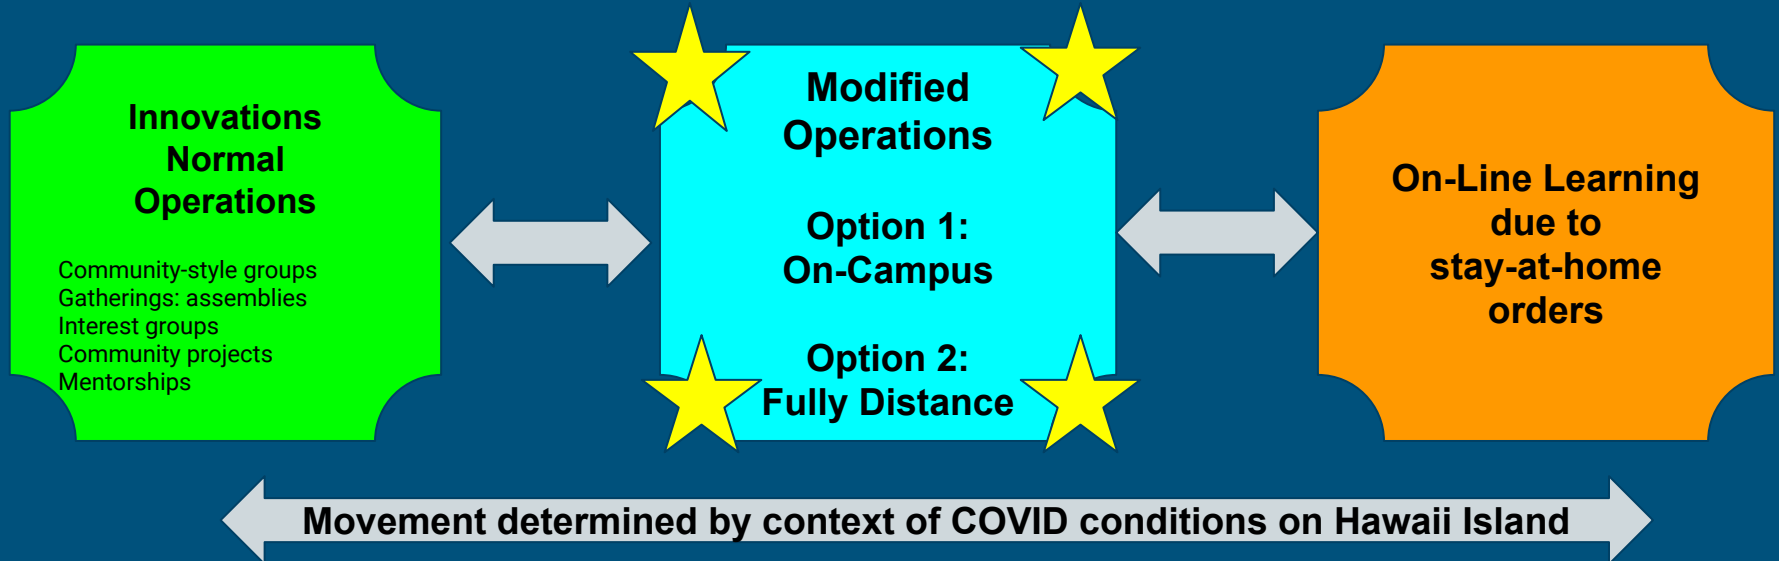 Innovations
Normal
Operations
Community-style groups
Gatherings: assemblies
Interest groups
Community projects
Mentorships
Modified
Operations
Option 1:
On-Campus
Option 2:
Fully Distance
On-Line Learning
due to
stay-at-home
orders
Movement determined by context of COVID conditions on Hawaii Island